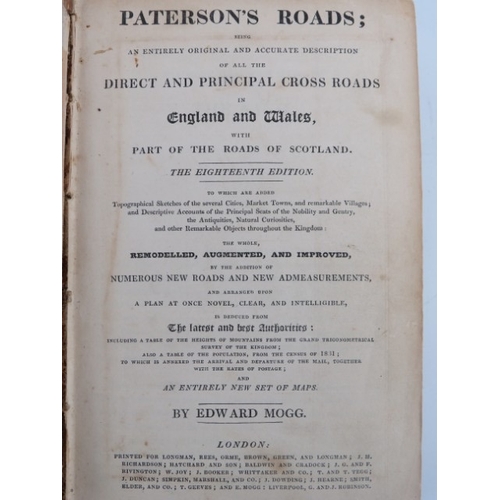 PATERSON'S ROADS;
BEING
AN ENTIRELY ORIGINAL AND ACCURATE DESCRIPTION
OF ALL THE
DIRECT AND PRINCIPAL CROSS ROADS
IN
England and Wales,
WITH
PART OF THE ROADS OF SCOTLAND.
THE EIGHTEENTH EDITION.
TO WHICH ARE ADDED
Topographical Sketches of the several Cities, Market Towns, and remarkable Villages;
and Descriptive Accounts of the Principal Seats of the Nobility and Gentry,
the Antiquities, Natural Curiosities,
and other Remarkable Objects throughout the Kingdom:
THE WHOLE,
REMODELLED, AUGMENTED, AND IMPROVED,
BY THE ADDITION OF
NUMEROUS NEW ROADS AND NEW ADMEASUREMENTS,
AND ARRANGED UPON
A PLAN AT ONCE NOVEL, CLEAR, AND INTELLIGIBLE,
IS DEDUCED FROM
The latest and best Authorities:
INCLUDING A TABLE OF THE HEIGHTS OF MOUNTAINS FROM THE GRAND TRIGONOMETRICAL
SURVEY OF THE KINGDOM;
ALSO A TABLE OF THE POPULATION, FROM THE CENSUS OF 1831;
TO WHICH IS ANNEXED THE ARRIVAL AND DEPARTURE OF THE MAIL, TOGETHER
WITH THE RATES OF POSTAGE;
AND
AN ENTIRELY NEW SET OF MAPS.
BY EDWARD MOGG.
LONDON:
PRINTED FOR LONGMAN, REES, ORME, BROWN, GREEN, AND LONGMAN; J. M.
RICHARDSON; HATCHARD AND SON; BALDWIN AND CRADOCK; J. G. AND F.
RIVINGTON; W. JOY; J. BOOKER; WHITTAKER AND CO.; T. AND T. TEGG;
J. DUNCAN; SIMPKIN, MARSHALL, AND CO.; J. DOWDING; J. HEARNE; SMITH,
ELDER, AND CO.; T. GEEVES; AND E. MOGG: LIVERPOOL, G. AND J. ROBINSON.